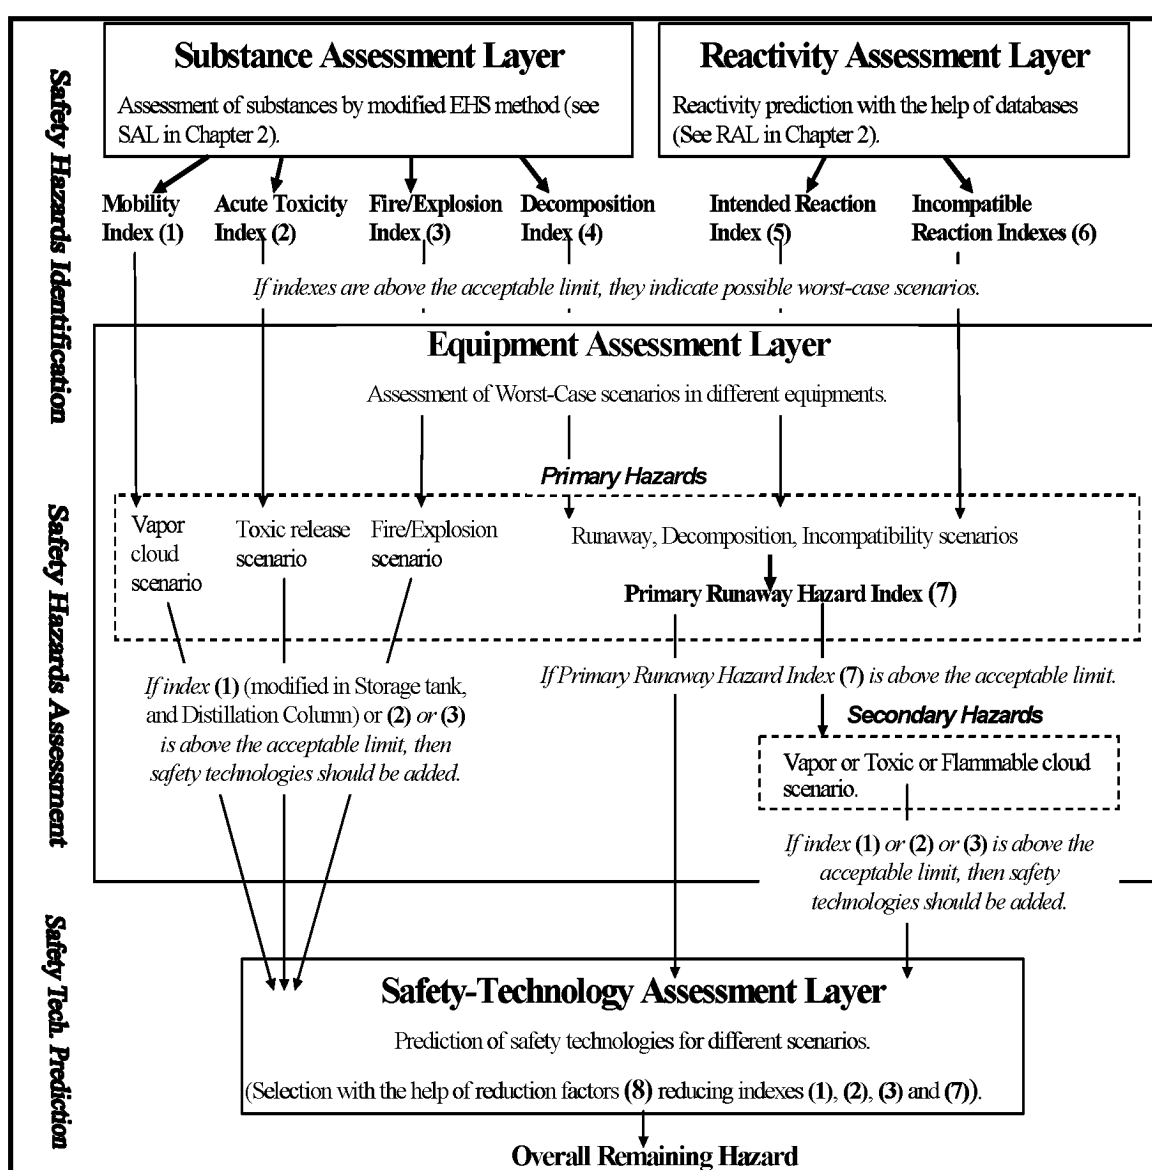 Safety Hazards Identification
Substance Assessment Layer
Assessment of substances by modified EHS method (see
SAL in Chapter 2).
Reactivity Assessment Layer
Reactivity prediction with the help of databases
(See RAL in Chapter 2).
Mobility
Index (1)
Acute Toxicity
Index (2)
Fire/Explosion
Index (3)
Decomposition
Index (4)
Intended Reaction
Index (5)
Incompatible
Reaction Indexes (6)
If indexes are above the acceptable limit, they indicate possible worst-case scenarios.
Equipment Assessment Layer
Assessment of Worst-Case scenarios in different equipments.
Safety Hazards Assessment
Primary Hazards
Vapor
cloud
scenario
Toxic release
scenario
Fire/Explosion
scenario
Runaway, Decomposition, Incompatibility scenarios
Primary Runaway Hazard Index (7)
If index (1) (modified in Storage tank,
and Distillation Column) or (2) or (3)
is above the acceptable limit, then
safety technologies should be added.
If Primary Runaway Hazard Index (7) is above the acceptable limit.
Secondary Hazards
Vapor or Toxic or Flammable cloud
scenario.
If index (1) or (2) or (3) is above the
acceptable limit, then safety
technologies should be added.
Safety Tech. Prediction
Safety-Technology Assessment Layer
Prediction of safety technologies for different scenarios.
(Selection with the help of reduction factors (8) reducing indexes (1), (2), (3) and (7)).
Overall Remaining Hazard